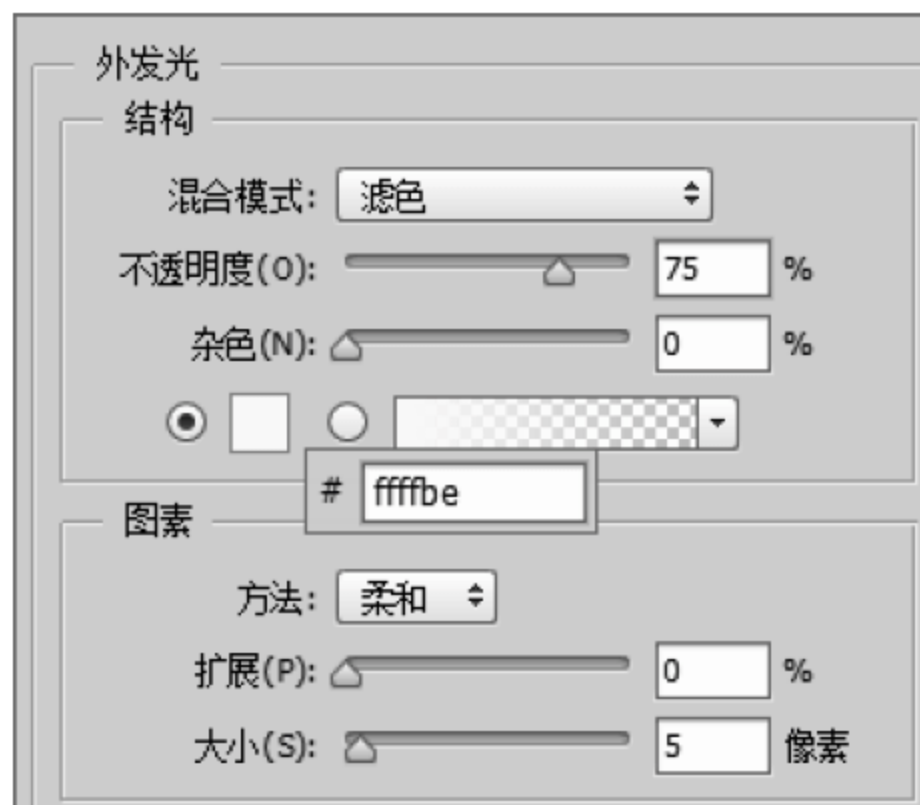 外发光
结构
混合模式: 滤色
不透明度(O): 75 %
杂色(N): 0 %
# ffffbe
图素
方法: 柔和
扩展(P): 0 %
大小(S): 5 像素